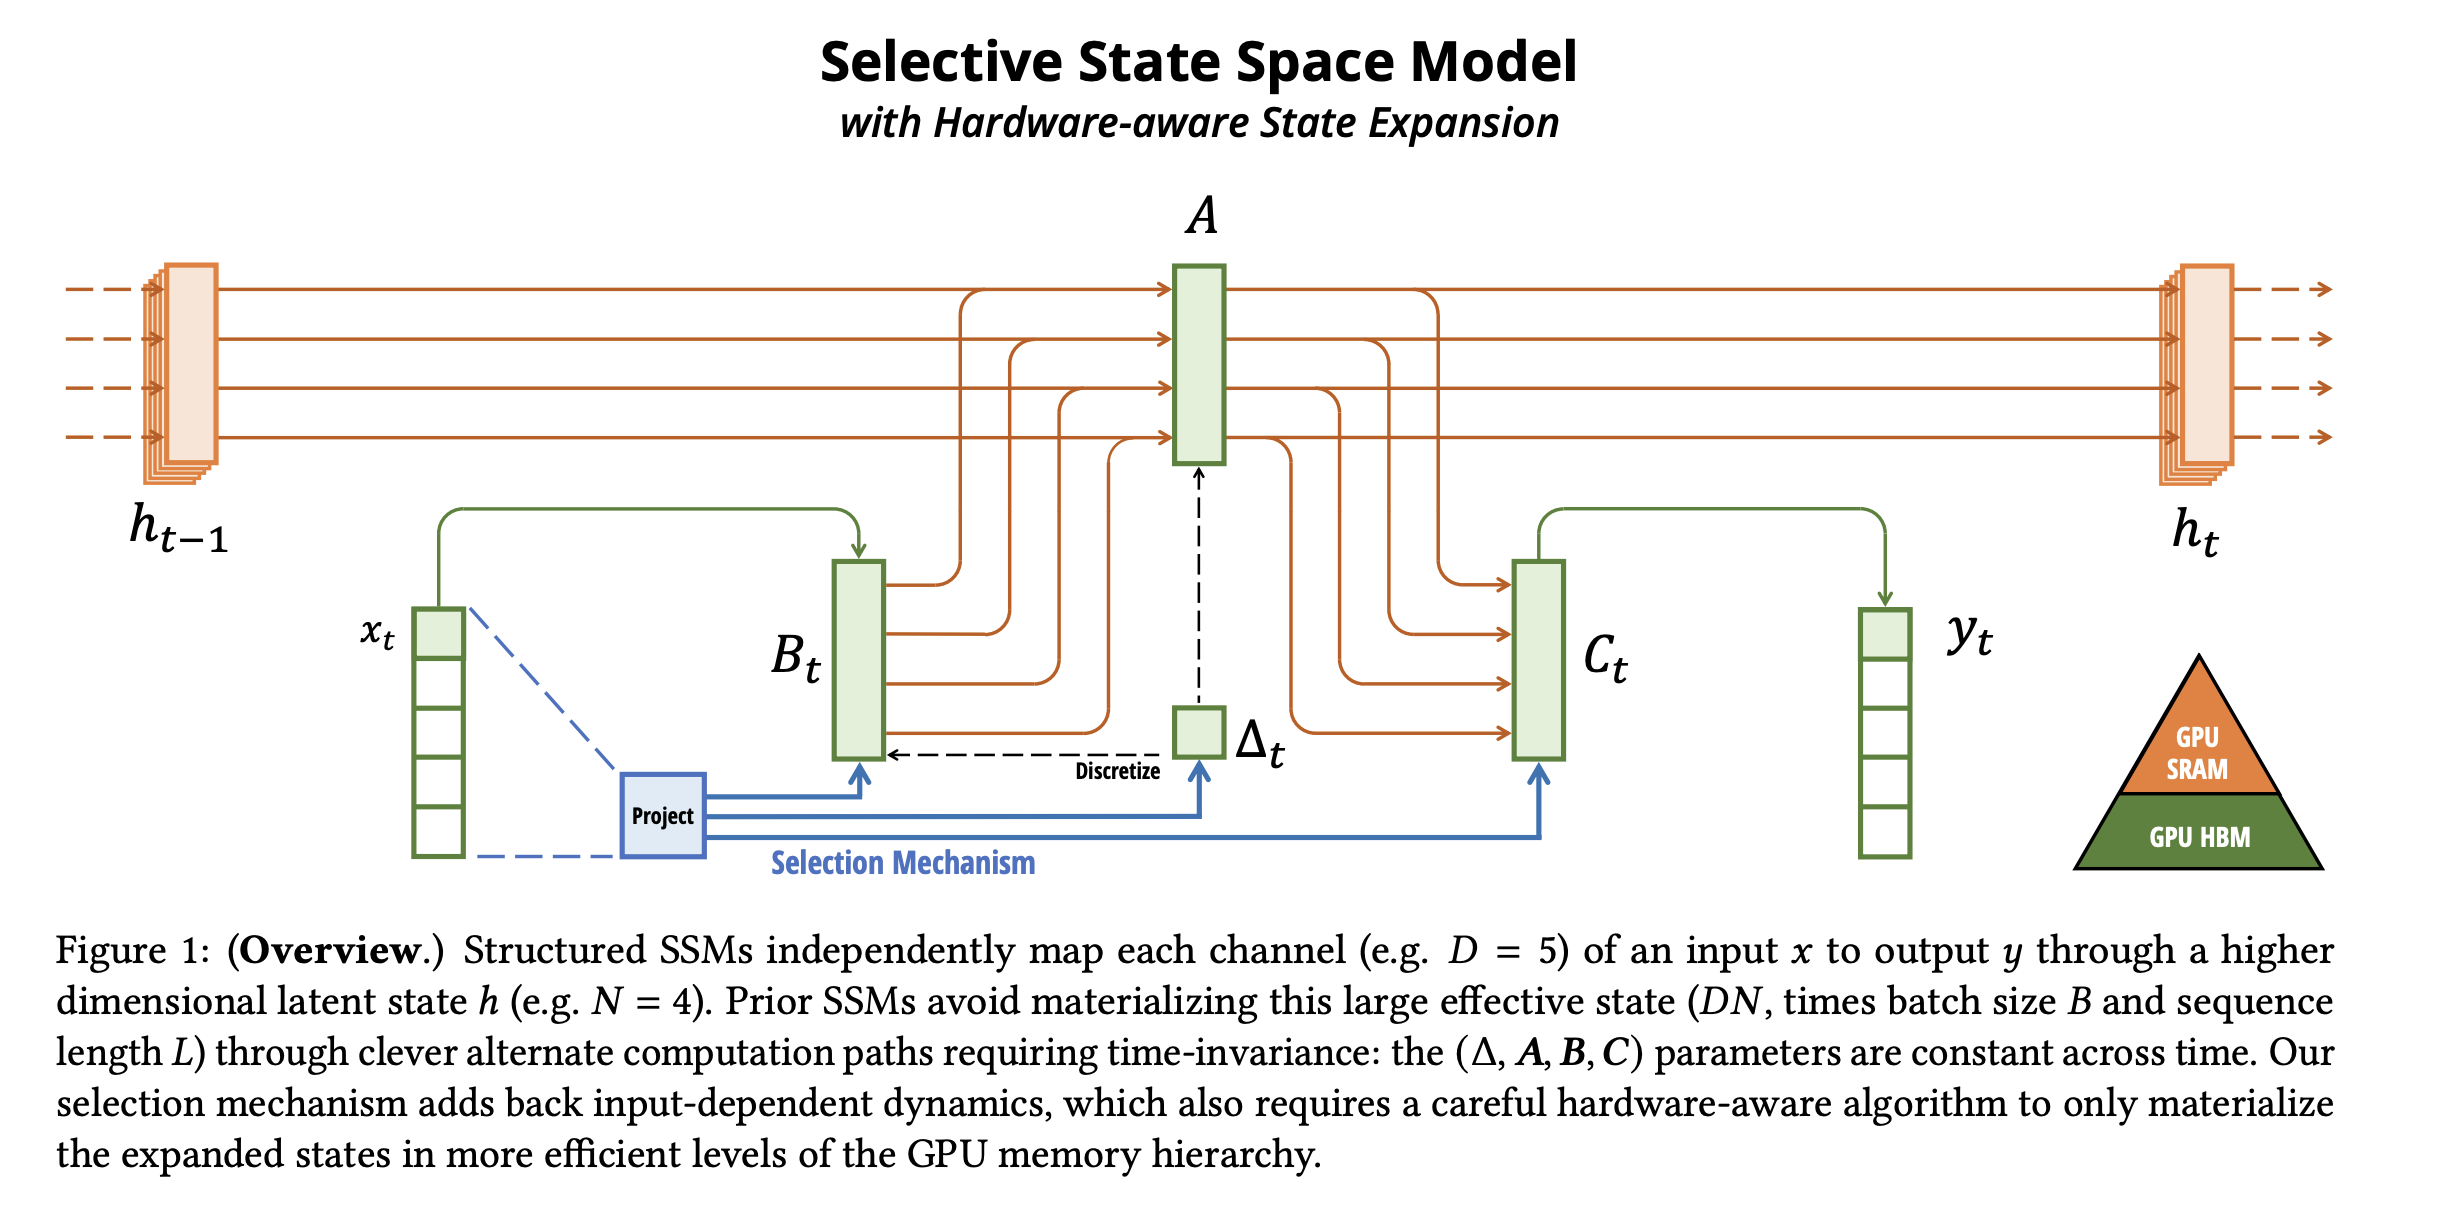 Selective State Space Model
with Hardware-aware State Expansion
A
h_{t−1}
h_t
x_t
B_t
C_t
y_t
Δ_t
Discretize
Project
Selection Mechanism
GPU
SRAM
GPU HBM
Figure 1: (Overview.) Structured SSMs independently map each channel (e.g. D = 5) of an input x to output y through a higher
dimensional latent state h (e.g. N = 4). Prior SSMs avoid materializing this large effective state (DN, times batch size B and sequence
length L) through clever alternate computation paths requiring time-invariance: the (Δ, A, B, C) parameters are constant across time. Our
selection mechanism adds back input-dependent dynamics, which also requires a careful hardware-aware algorithm to only materialize
the expanded states in more efficient levels of the GPU memory hierarchy.